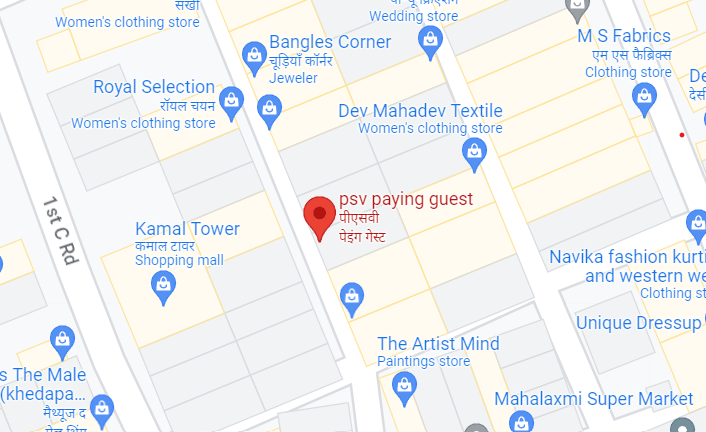 सखी
Women's clothing store
Wedding store
Bangles Corner
चूड़ियाँ कॉर्नर
Jeweler
M S Fabrics
एम एस फैब्रिक्स
Clothing store
Royal Selection
रॉयल चयन
Women's clothing store
Dev Mahadev Textile
Women's clothing store
De
psv paying guest
पीएसवी
पेइंग गेस्ट
1st C Rd
Kamal Tower
कमाल टावर
Shopping mall
Navika fashion kurti
and western we
Clothing st
Unique Dressup
The Artist Mind
Paintings store
s The Male
(khedapa...
मैथ्यूज द
Mahalaxmi Super Market